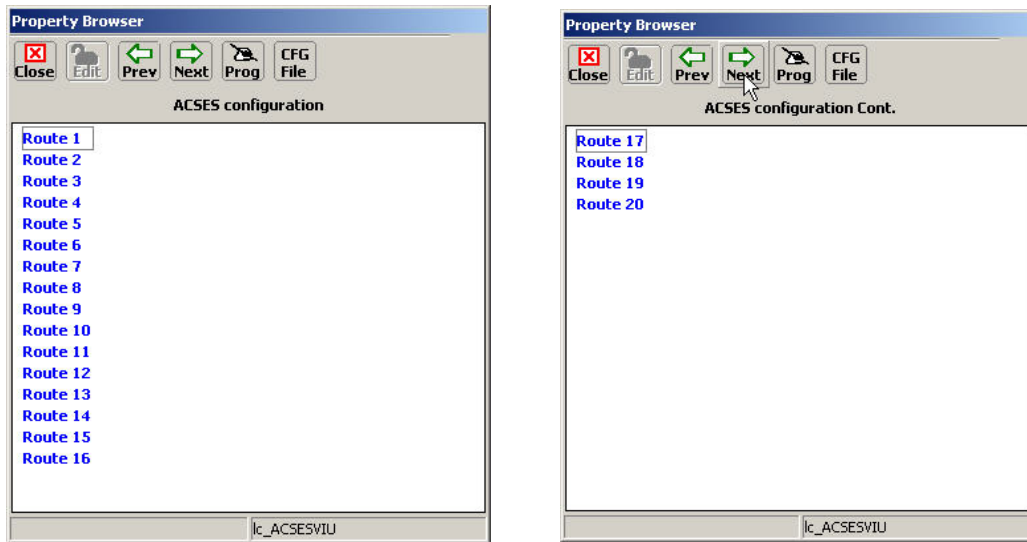 Property Browser
Close Edit Prev Next Prog CFG File
ACSES configuration
Route 1
Route 2
Route 3
Route 4
Route 5
Route 6
Route 7
Route 8
Route 9
Route 10
Route 11
Route 12
Route 13
Route 14
Route 15
Route 16
lc_ACSESVIU
Property Browser
Close Edit Prev Next Prog CFG File
ACSES configuration Cont.
Route 17
Route 18
Route 19
Route 20
lc_ACSESVIU